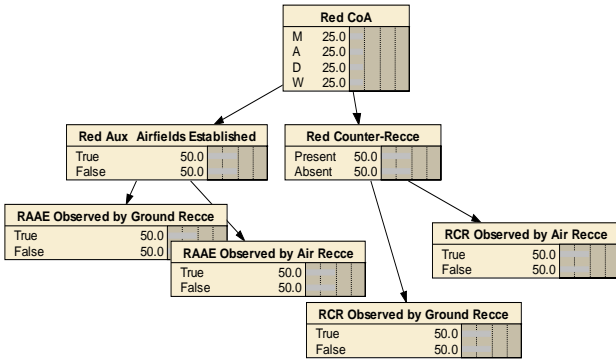 Red CoA
M 25.0
A 25.0
D 25.0
W 25.0
Red Aux Airfields Established
True 50.0
False 50.0
Red Counter-Recce
Present 50.0
Absent 50.0
RAAE Observed by Ground Recce
True 50.0
False 50.0
RAAE Observed by Air Recce
True 50.0
False 50.0
RCR Observed by Air Recce
True 50.0
False 50.0
RCR Observed by Ground Recce
True 50.0
False 50.0